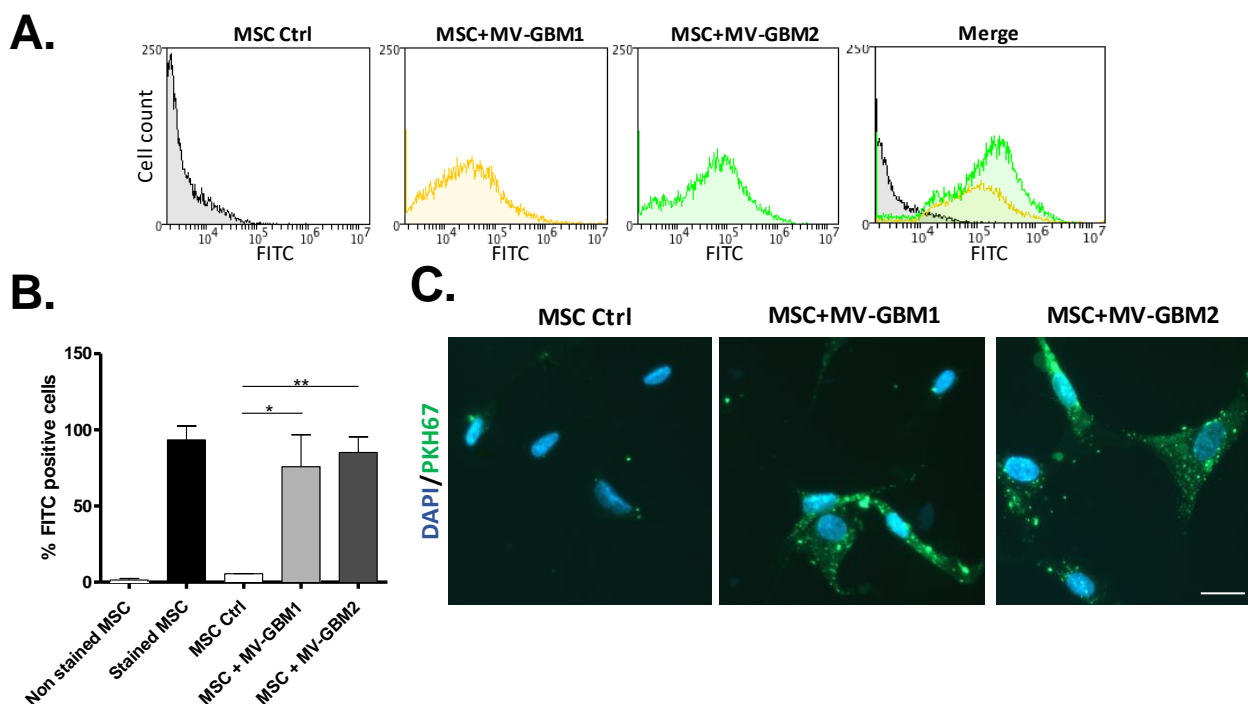 A.
MSC Ctrl
MSC+MV-GBM1
MSC+MV-GBM2
Merge
Cell count
250
0
10^4 10^5 10^6 10^7
FITC
250
0
10^4 10^5 10^6 10^7
FITC
250
0
10^4 10^5 10^6 10^7
FITC
250
0
10^4 10^5 10^6 10^7
FITC
B.
% FITC positive cells
150
100
50
0
**
*
Non stained MSC
Stained MSC
MSC Ctrl
MSC + MV-GBM1
MSC + MV-GBM2
C.
MSC Ctrl
MSC+MV-GBM1
MSC+MV-GBM2
DAPI/PKH67